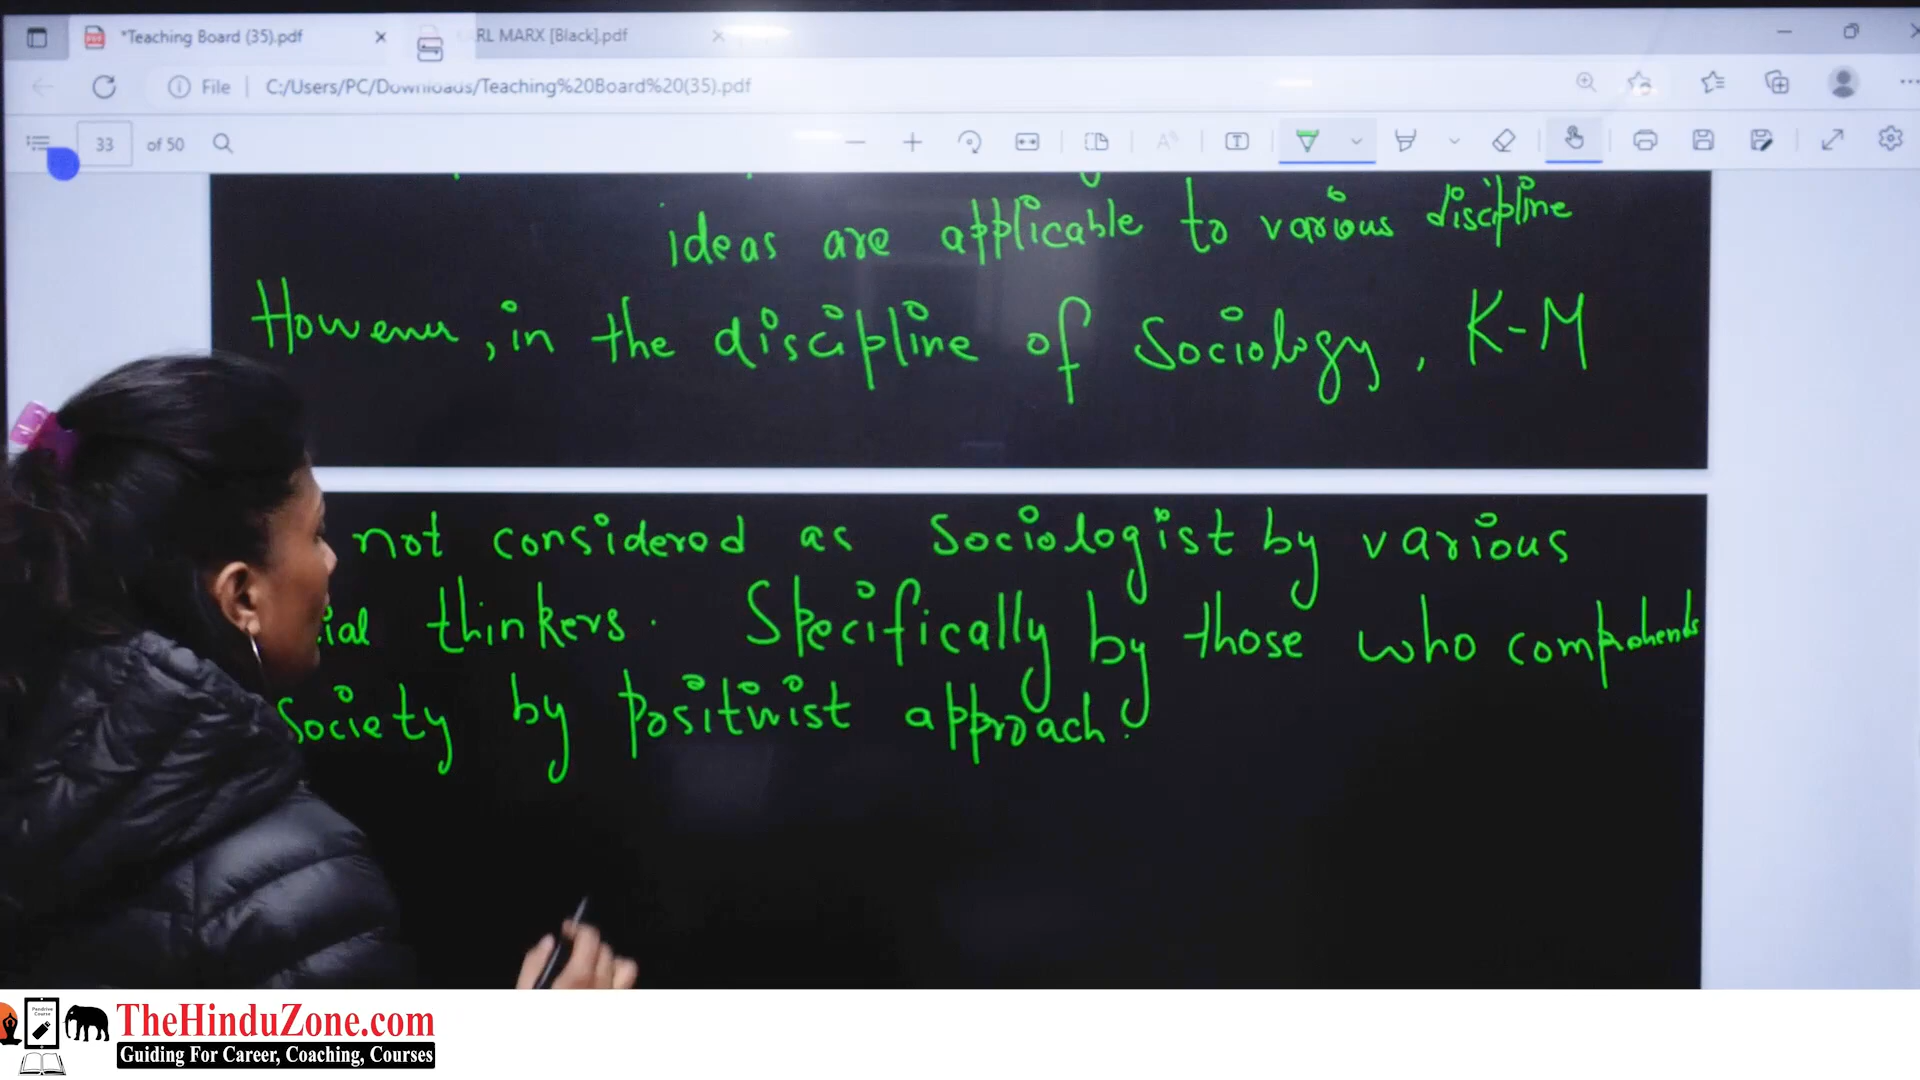 *Teaching Board (35).pdf
RL MARX [Black].pdf
File C:/Users/PC/Downloads/Teaching%20Board%20(35).pdf
33 of 50
ideas are applicable to various discipline
However, in the discipline of Sociology, K-M
not considered as Sociologist by various
ial thinkers. Specifically by those who comprehends
Society by positivist approach.
TheHinduZone.com
Guiding For Career, Coaching, Courses